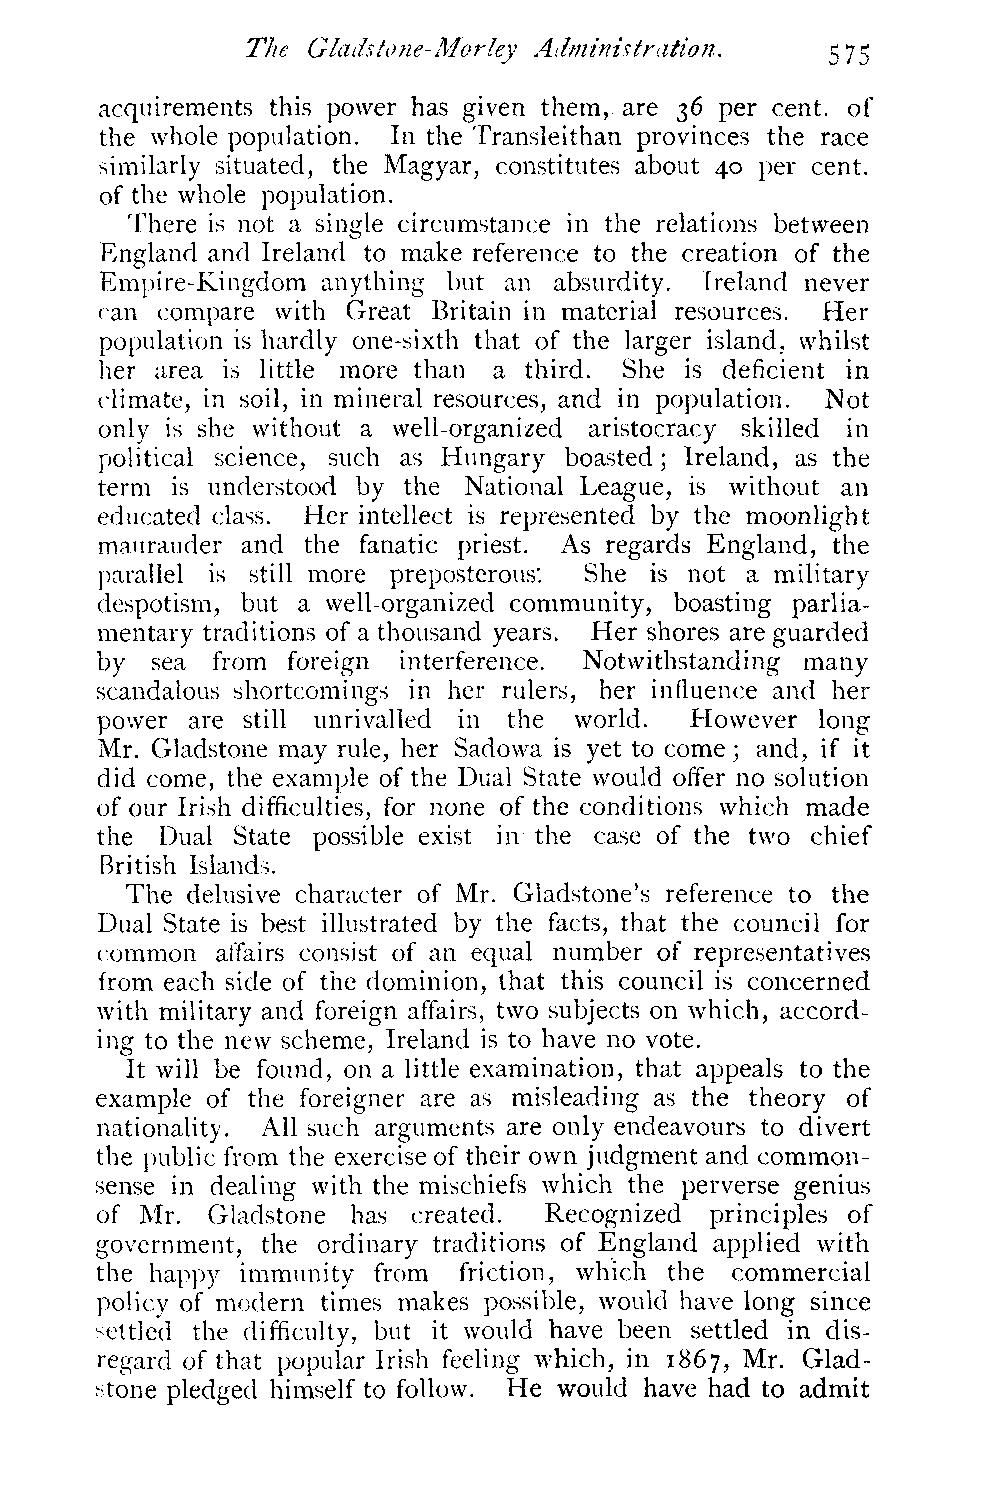 The Gladstone-Morley Administration. 575
acquirements this power has given them, are 36 per cent. of
the whole population. In the Transleithan provinces the race
similarly situated, the Magyar, constitutes about 40 per cent.
of the whole population.
There is not a single circumstance in the relations between
England and Ireland to make reference to the creation of the
Empire-Kingdom anything but an absurdity. Ireland never
can compare with Great Britain in material resources. Her
population is hardly one-sixth that of the larger island, whilst
her area is little more than a third. She is deficient in
climate, in soil, in mineral resources, and in population. Not
only is she without a well-organized aristocracy skilled in
political science, such as Hungary boasted; Ireland, as the
term is understood by the National League, is without an
educated class. Her intellect is represented by the moonlight
maurauder and the fanatic priest. As regards England, the
parallel is still more preposterous. She is not a military
despotism, but a well-organized community, boasting parlia-
mentary traditions of a thousand years. Her shores are guarded
by sea from foreign interference. Notwithstanding many
scandalous shortcomings in her rulers, her influence and her
power are still unrivalled in the world. However long
Mr. Gladstone may rule, her Sadowa is yet to come; and, if it
did come, the example of the Dual State would offer no solution
of our Irish difficulties, for none of the conditions which made
the Dual State possible exist in the case of the two chief
British Islands.
The delusive character of Mr. Gladstone's reference to the
Dual State is best illustrated by the facts, that the council for
common affairs consist of an equal number of representatives
from each side of the dominion, that this council is concerned
with military and foreign affairs, two subjects on which, accord-
ing to the new scheme, Ireland is to have no vote.
It will be found, on a little examination, that appeals to the
example of the foreigner are as misleading as the theory of
nationality. All such arguments are only endeavours to divert
the public from the exercise of their own judgment and common-
sense in dealing with the mischiefs which the perverse genius
of Mr. Gladstone has created. Recognized principles of
government, the ordinary traditions of England applied with
the happy immunity from friction, which the commercial
policy of modern times makes possible, would have long since
settled the difficulty, but it would have been settled in dis-
regard of that popular Irish feeling which, in 1867, Mr. Glad-
stone pledged himself to follow. He would have had to admit